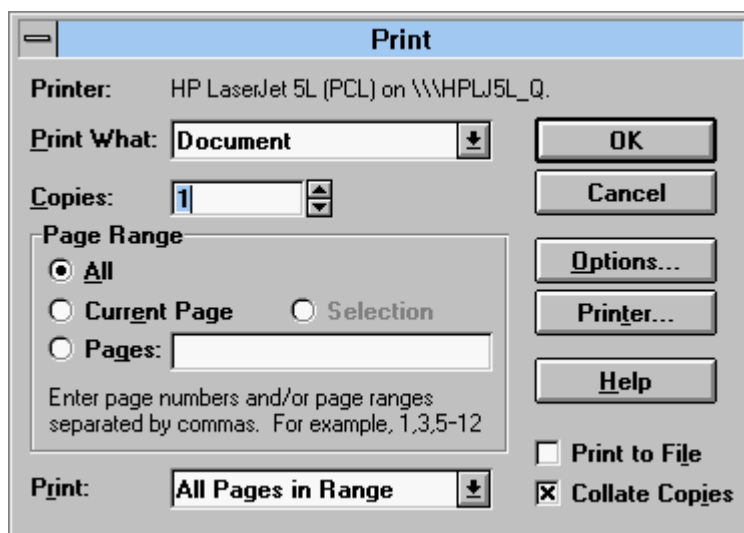 Print
Printer: HP LaserJet 5L (PCL) on \\\HPLJ5L_Q.
Print What: Document
OK
Copies: 1
Cancel
Page Range
All
Options...
Current Page Selection
Printer...
Pages:
Help
Enter page numbers and/or page ranges
separated by commas. For example, 1,3,5-12
Print to File
Print: All Pages in Range
Collate Copies